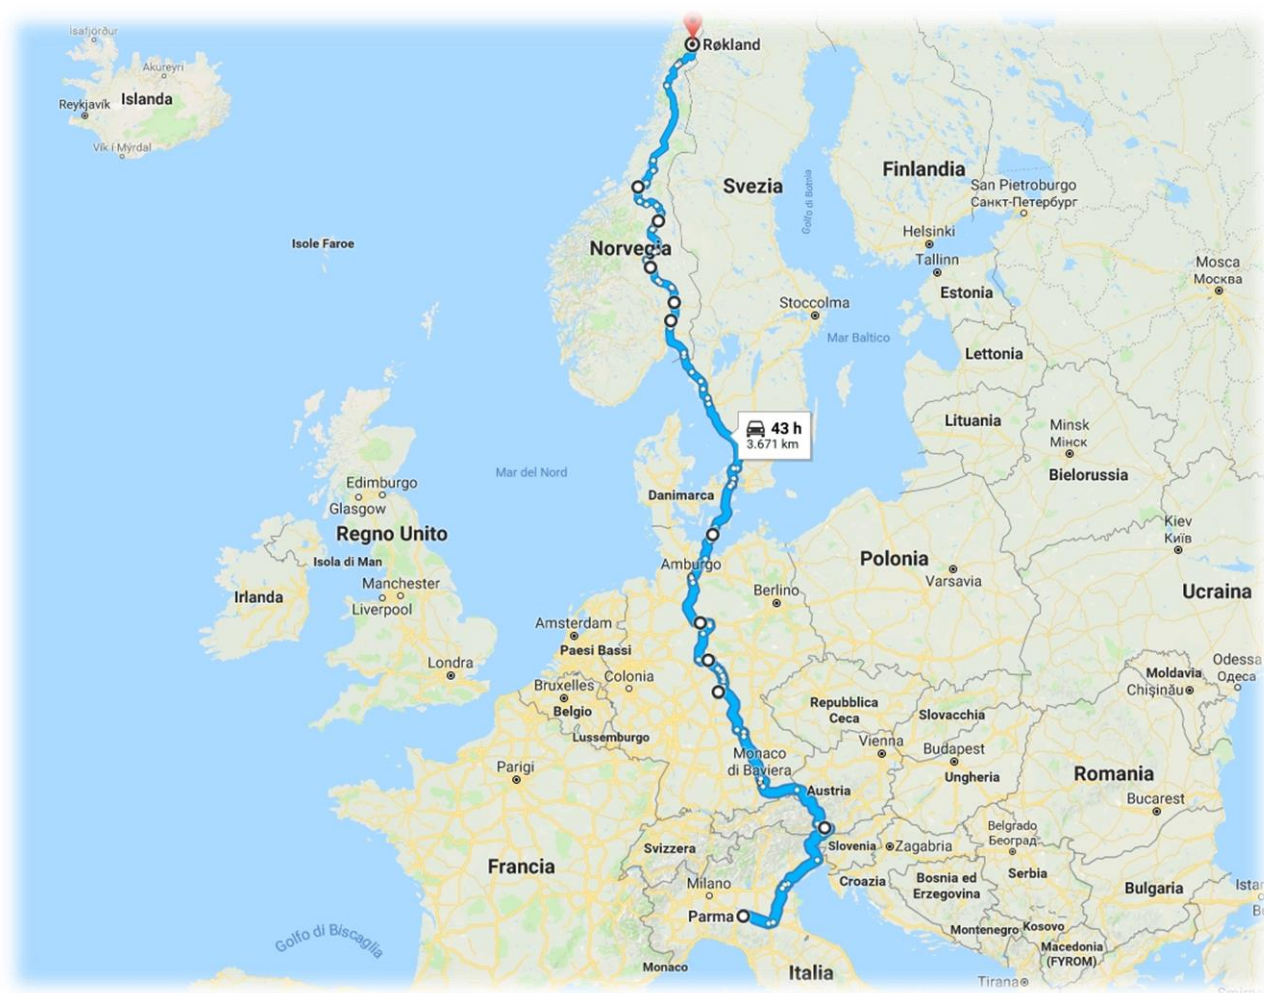 Ísafjörður
Røkland
Akureyri
Islanda
Reykjavík
Vík í Mýrdal
Finlandia
Svezia
San Pietroburgo
Санкт-Петербург
Golfo di Botnia
Isole Faroe
Norvegia
Helsinki
Tallinn
Mosca
Москва
Estonia
Stoccolma
Mar Baltico
Lettonia
43 h
3.671 km
Lituania
Minsk
Мінск
Mar del Nord
Bielorussia
Edimburgo
Glasgow
Danimarca
Kiev
Київ
Regno Unito
Isola di Man
Amburgo
Polonia
Varsavia
Manchester
Liverpool
Irlanda
Berlino
Ucraina
Amsterdam
Paesi Bassi
Londra
Colonia
Bruxelles
Belgio
Odessa
Одеса
Moldavia
Chișinău
Repubblica
Ceca
Slovacchia
Lussemburgo
Vienna
Budapest
Ungheria
Monaco
di Baviera
Parigi
Austria
Romania
Bucarest
Belgrado
Београд
Svizzera
Slovenia
Zagabria
Francia
Milano
Croazia
Bosnia ed
Erzegovina
Serbia
Bulgaria
Parma
Golfo di Biscaglia
Montenegro
Kosovo
Macedonia
(FYROM)
Monaco
Italia
Tirana